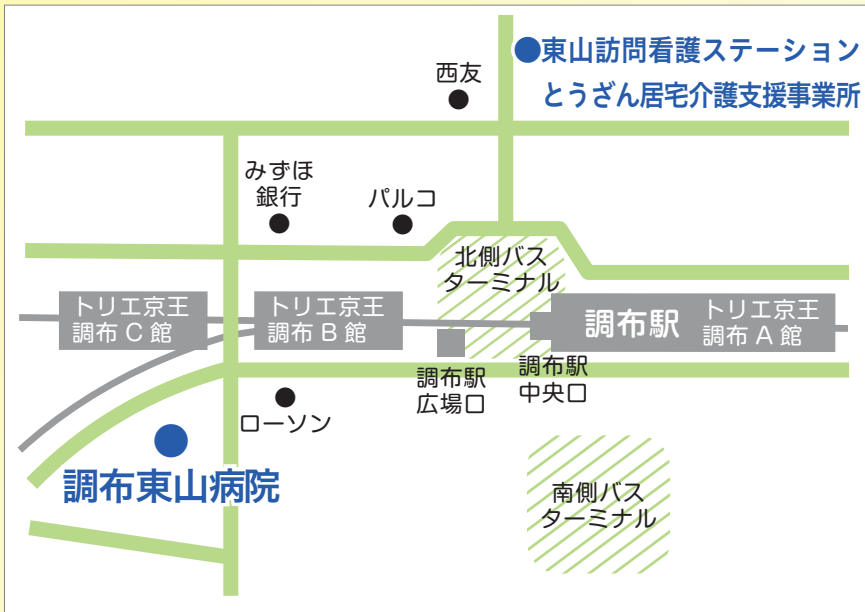 ●東山訪問看護ステーション
とうざん居宅介護支援事業所
西友
みずほ
銀行
パルコ
北側バス
ターミナル
トリエ京王
調布 C 館
トリエ京王
調布 B 館
調布駅
トリエ京王
調布 A 館
調布駅
広場口
調布駅
中央口
ローソン
調布東山病院
南側バス
ターミナル